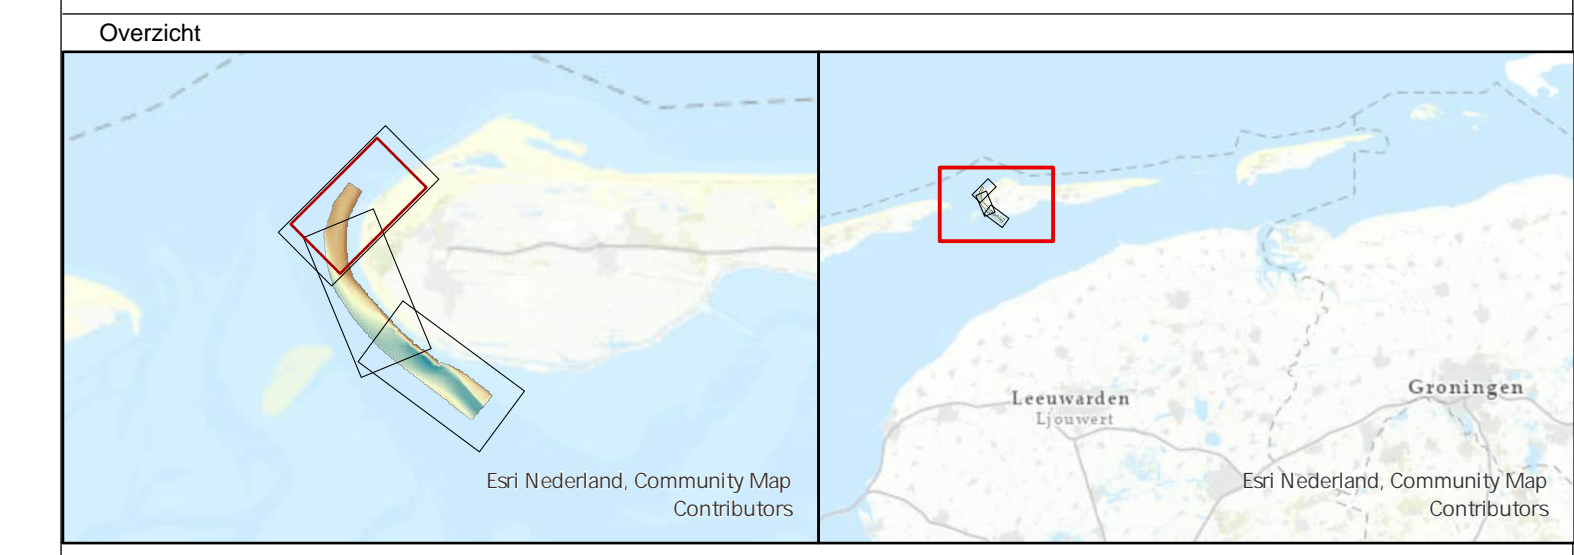 Overzicht
Esri Nederland, Community Map
Contributors
Leeuwarden
Ljouwert
Groningen
Esri Nederland, Community Map
Contributors